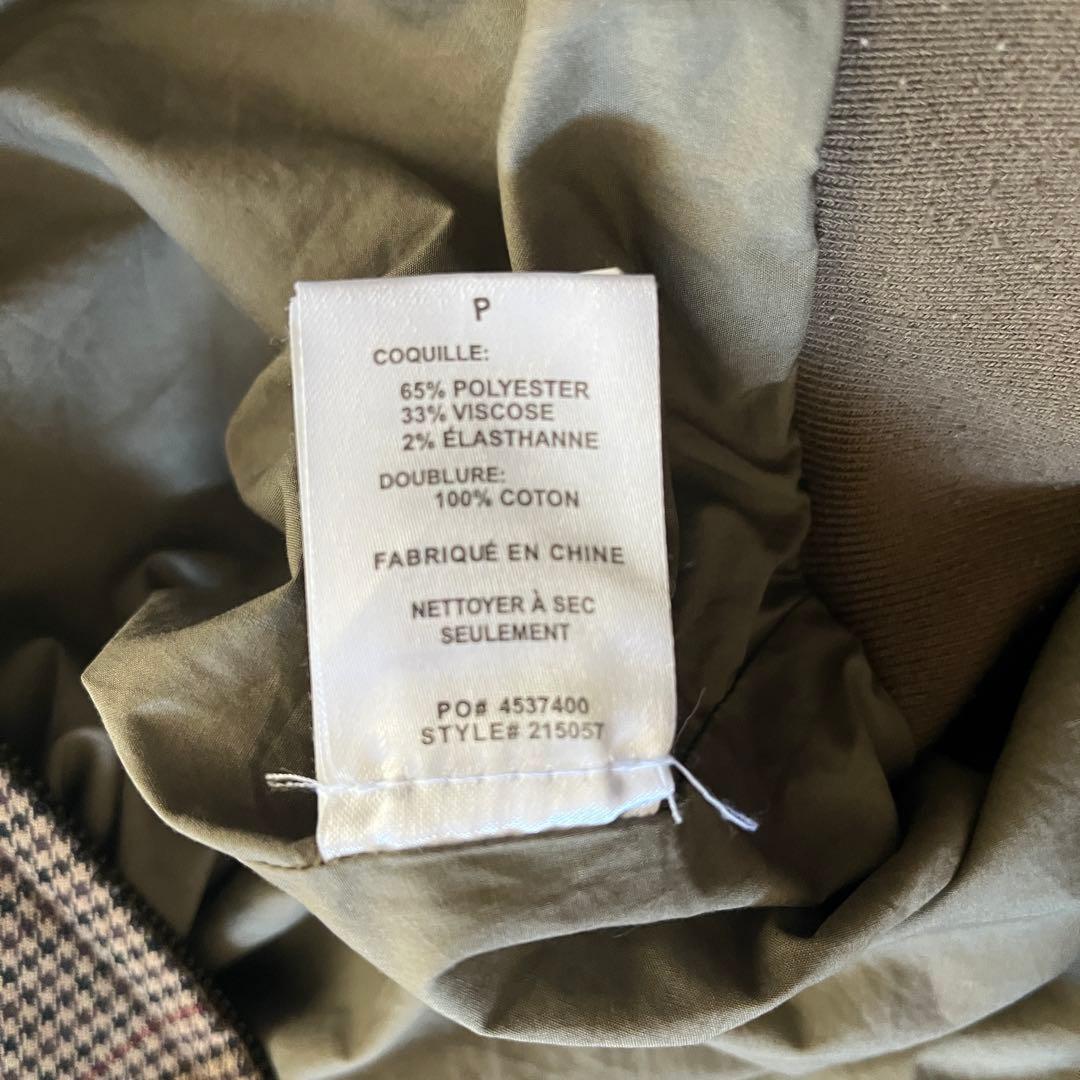 P
COQUILLE:
65% POLYESTER
33% VISCOSE
2% ÉLASTHANNE
DOUBLURE:
100% COTON
FABRIQUÉ EN CHINE
NETTOYER À SEC
SEULEMENT
PO# 4537400
STYLE# 21505T